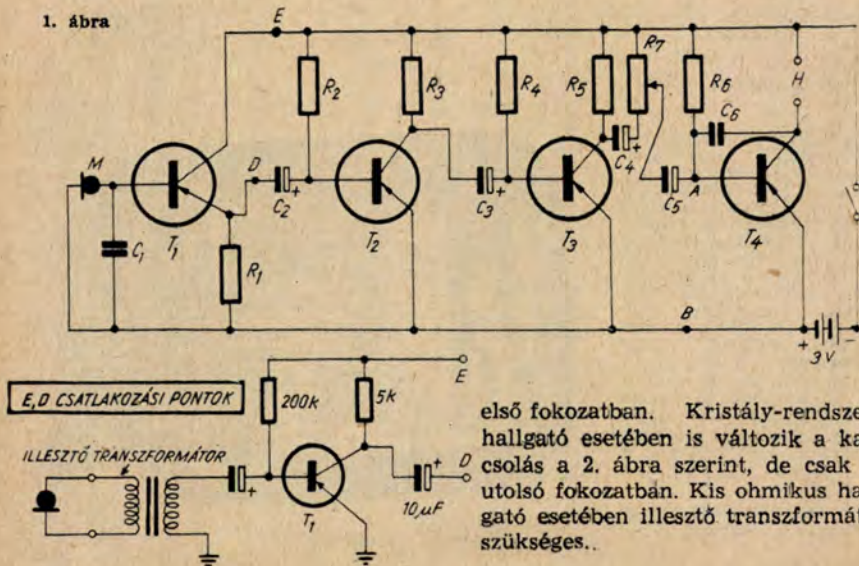 1. ábra
E
R2
R3
R4
R5
R7
R6
H
C6
M
D
C2
+
C3
+
C4
+
C5
A
C1
T1
R1
T2
T3
T4
B
+
-
3 V
E, D CSATLAKOZÁSI PONTOK
200k
5k
E
ILLESZTŐ TRANSZFORMÁTOR
+
T1
+
10µF
D
első fokozatban. Kristály-rendsze
hallgató esetében is változik a ka
csolás a 2. ábra szerint, de csak
utolsó fokozatban. Kis ohmikus ha
gató esetében illesztő transzformát
szükséges..